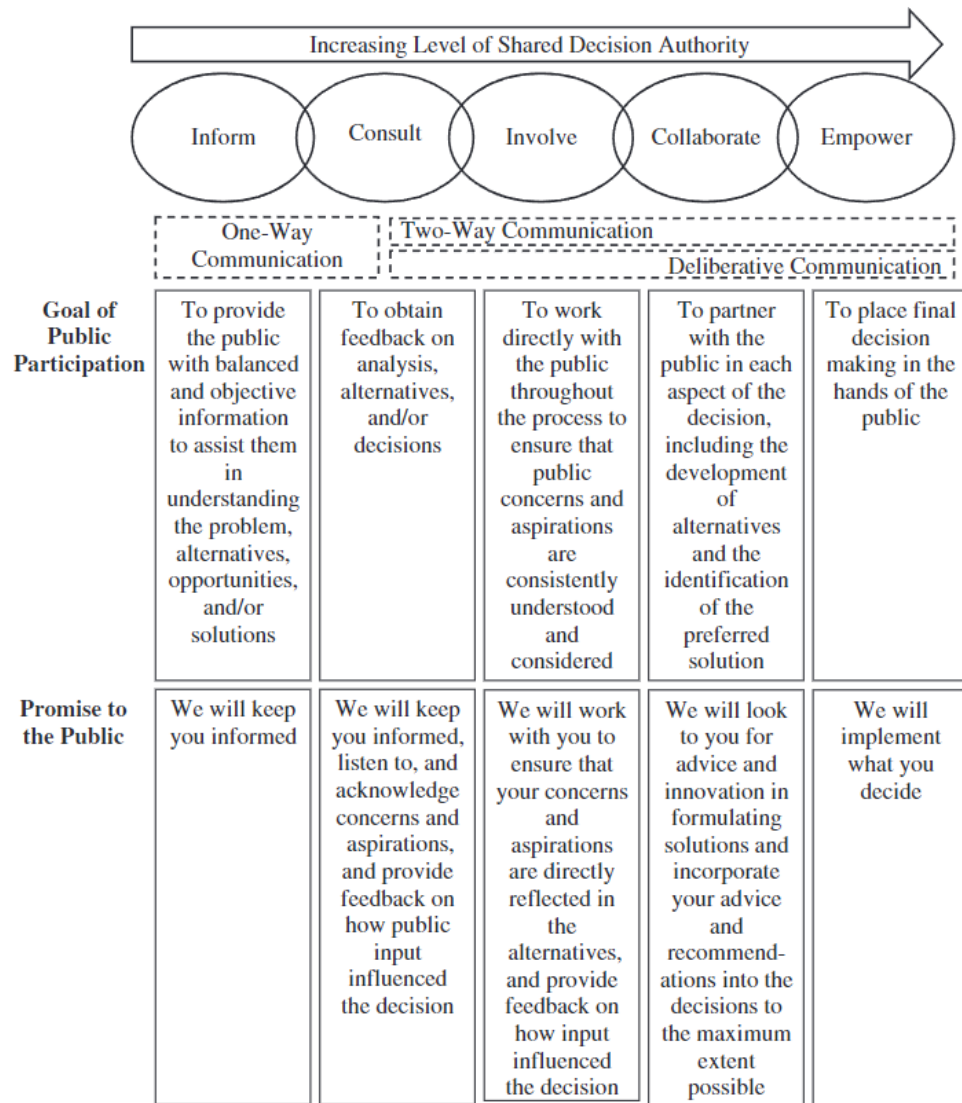 Increasing Level of Shared Decision Authority
Inform
Consult
Involve
Collaborate
Empower
One-Way
Communication
Two-Way Communication
Deliberative Communication
Goal of
Public
Participation
To provide
the public
with balanced
and objective
information
to assist them
in
understanding
the problem,
alternatives,
opportunities,
and/or
solutions
To obtain
feedback on
analysis,
alternatives,
and/or
decisions
To work
directly with
the public
throughout
the process to
ensure that
public
concerns and
aspirations
are
consistently
understood
and
considered
To partner
with the
public in each
aspect of the
decision,
including the
development
of
alternatives
and the
identification
of the
preferred
solution
To place final
decision
making in the
hands of the
public
Promise to
the Public
We will keep
you informed
We will keep
you informed,
listen to, and
acknowledge
concerns and
aspirations,
and provide
feedback on
how public
input
influenced
the decision
We will work
with you to
ensure that
your concerns
and
aspirations
are directly
reflected in
the
alternatives,
and provide
feedback on
how input
influenced
the decision
We will look
to you for
advice and
innovation in
formulating
solutions and
incorporate
your advice
and
recommend-
ations into the
decisions to
the maximum
extent
possible
We will
implement
what you
decide